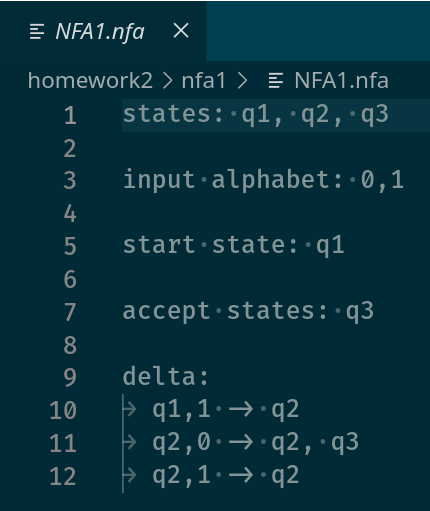 NFA1.nfa
homework2 > nfa1 > NFA1.nfa
1 states: q1, q2, q3
2
3 input alphabet: 0,1
4
5 start state: q1
6
7 accept states: q3
8
9 delta:
10 q1,1 -> q2
11 q2,0 -> q2, q3
12 q2,1 -> q2